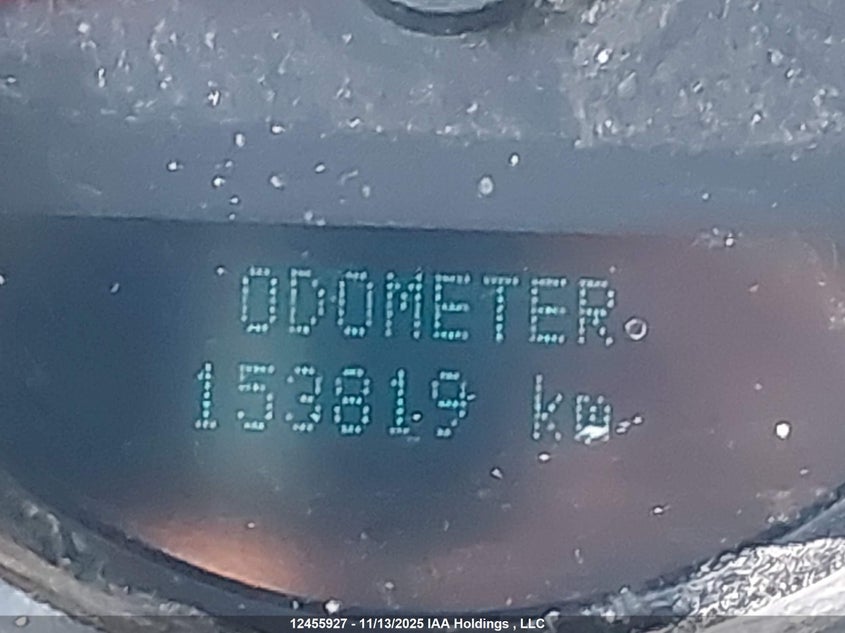 ODOMETER
153819 km
12455927 - 11/13/2025 IAA Holdings , LLC